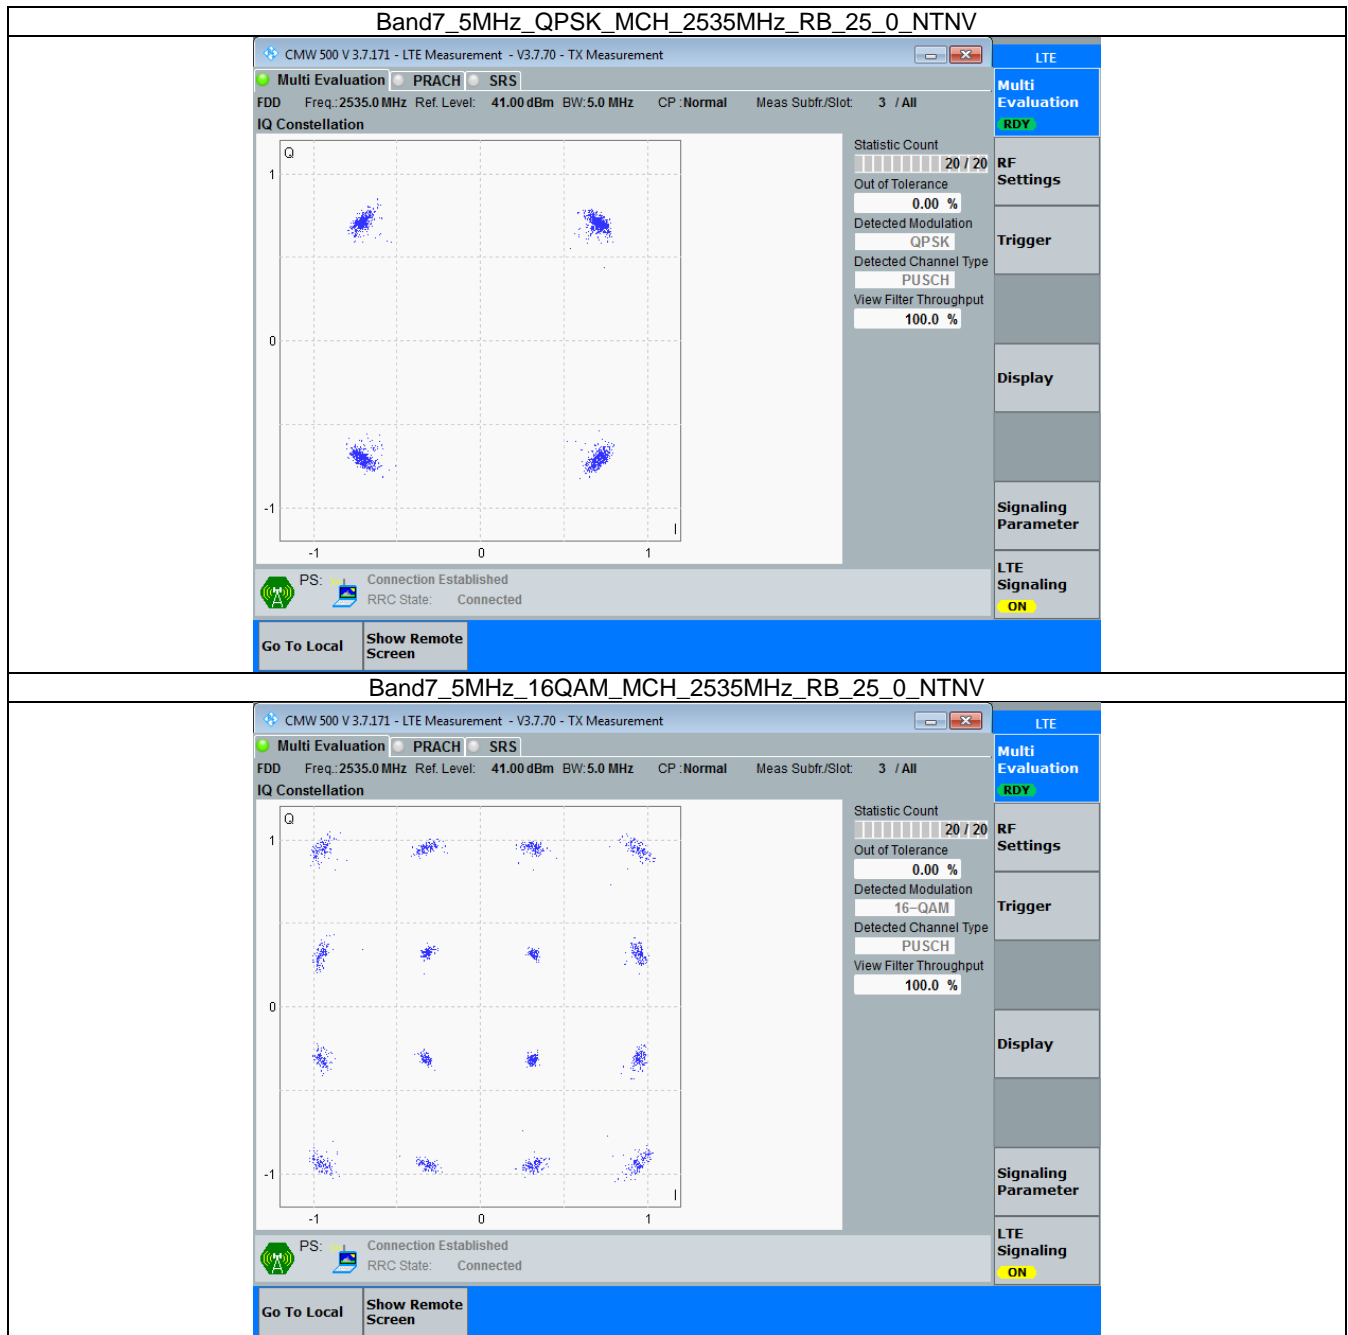 Band7_5MHz_QPSK_MCH_2535MHz_RB_25_0_NTNV
CMW 500 V 3.7.171 - LTE Measurement - V3.7.70 - TX Measurement
LTE
Multi Evaluation PRACH SRS
Multi
Evaluation
RDY
FDD Freq.:2535.0 MHz Ref. Level: 41.00 dBm BW:5.0 MHz CP :Normal Meas Subfr./Slot: 3 / All
IQ Constellation
Q
1
0
-1
I
-1 0 1
Statistic Count
20 / 20
Out of Tolerance
0.00 %
Detected Modulation
QPSK
Detected Channel Type
PUSCH
View Filter Throughput
100.0 %
RF
Settings
Trigger
Display
Signaling
Parameter
LTE
Signaling
ON
PS: Connection Established
RRC State: Connected
Go To Local
Show Remote
Screen
Band7_5MHz_16QAM_MCH_2535MHz_RB_25_0_NTNV
CMW 500 V 3.7.171 - LTE Measurement - V3.7.70 - TX Measurement
LTE
Multi Evaluation PRACH SRS
Multi
Evaluation
RDY
FDD Freq.:2535.0 MHz Ref. Level: 41.00 dBm BW:5.0 MHz CP :Normal Meas Subfr./Slot: 3 / All
IQ Constellation
Q
1
0
-1
I
-1 0 1
Statistic Count
20 / 20
Out of Tolerance
0.00 %
Detected Modulation
16-QAM
Detected Channel Type
PUSCH
View Filter Throughput
100.0 %
RF
Settings
Trigger
Display
Signaling
Parameter
LTE
Signaling
ON
PS: Connection Established
RRC State: Connected
Go To Local
Show Remote
Screen